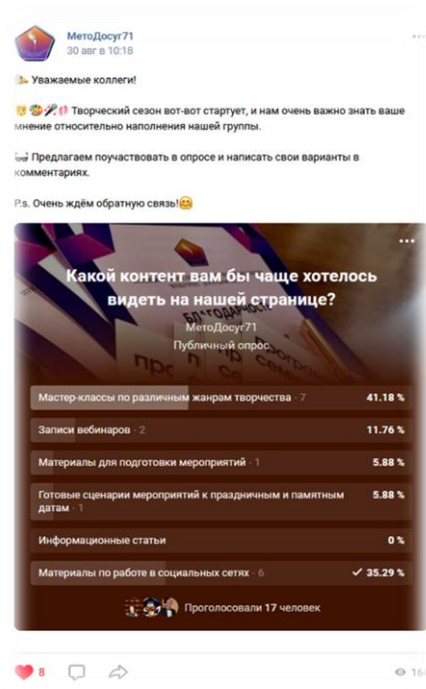 МетоДосуг71
30 авг в 10:18
Уважаемые коллеги!
Творческий сезон вот-вот стартует, и нам очень важно знать ваше
мнение относительно наполнения нашей группы.
Предлагаем поучаствовать в опросе и написать свои варианты в
комментариях.
P.s. Очень ждём обратную связь!
БЛАГОДАРНОСТЬ
Какой контент вам бы чаще хотелось
видеть на нашей странице?
МетоДосуг71
Публичный опрос
Мастер-классы по различным жанрам творчества · 7 41.18 %
Записи вебинаров · 2 11.76 %
Материалы для подготовки мероприятий · 1 5.88 %
Готовые сценарии мероприятий к праздничным и памятным 5.88 %
датам · 1
Информационные статьи 0 %
Материалы по работе в социальных сетях · 6 35.29 %
Проголосовали 17 человек
8